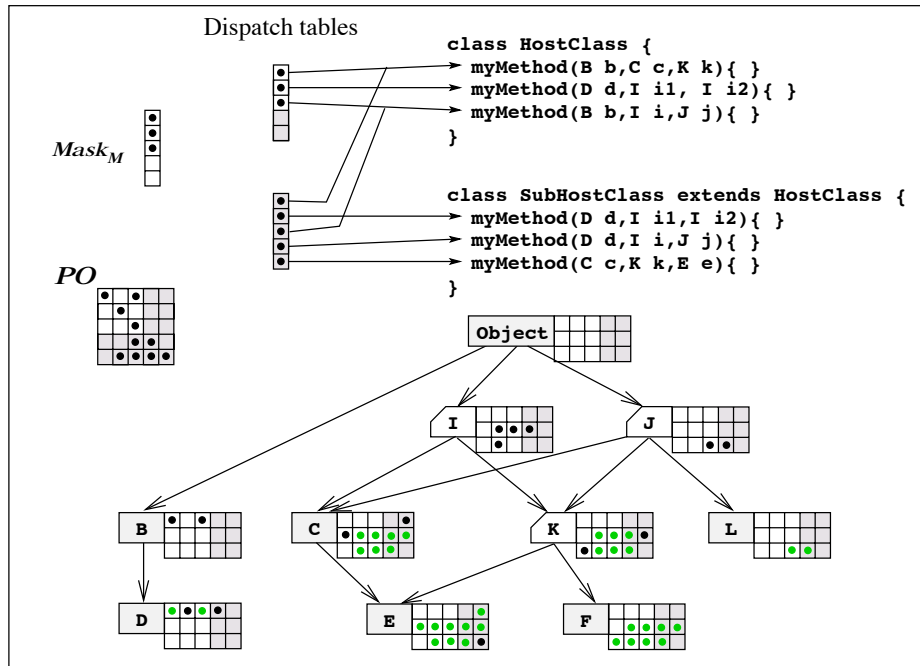 Dispatch tables
class HostClass {
myMethod(B b,C c,K k){ }
myMethod(D d,I i1, I i2){ }
myMethod(B b,I i,J j){ }
}
Mask M
class SubHostClass extends HostClass {
myMethod(D d,I i1,I i2){ }
myMethod(D d,I i,J j){ }
myMethod(C c,K k,E e){ }
}
PO
Object
I
J
B
C
K
L
D
E
F